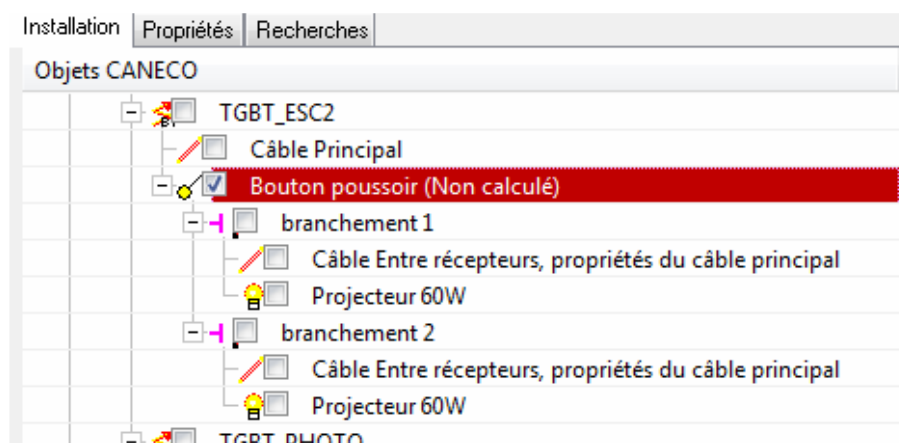 Installation Propriétés Recherches
Objets CANECO
TGBT_ESC2
Câble Principal
Bouton poussoir (Non calculé)
branchement 1
Câble Entre récepteurs, propriétés du câble principal
Projecteur 60W
branchement 2
Câble Entre récepteurs, propriétés du câble principal
Projecteur 60W
TGBT_PHOTO